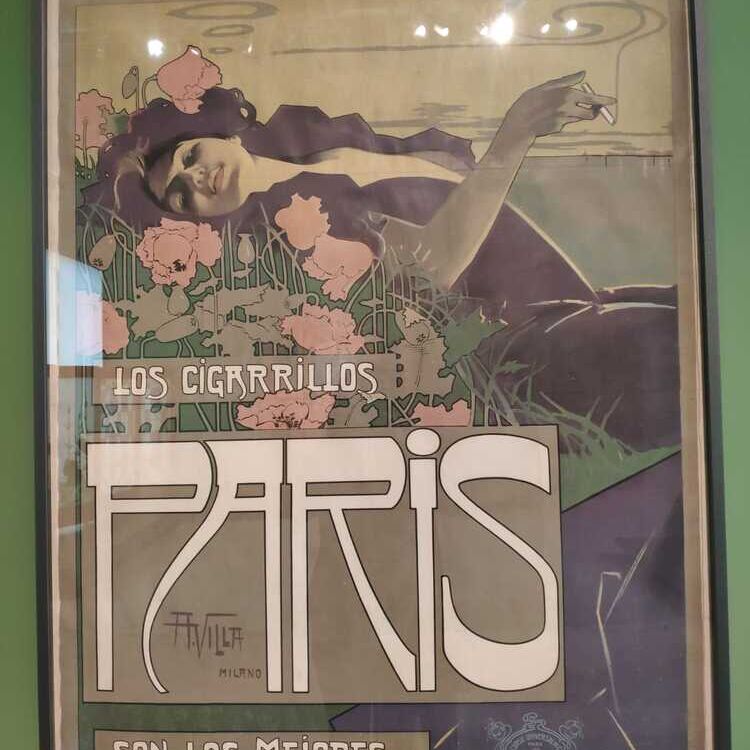 LOS CIGARRILLOS
PARiS
A.VILLA
MILANO
SON LOS MEJORES